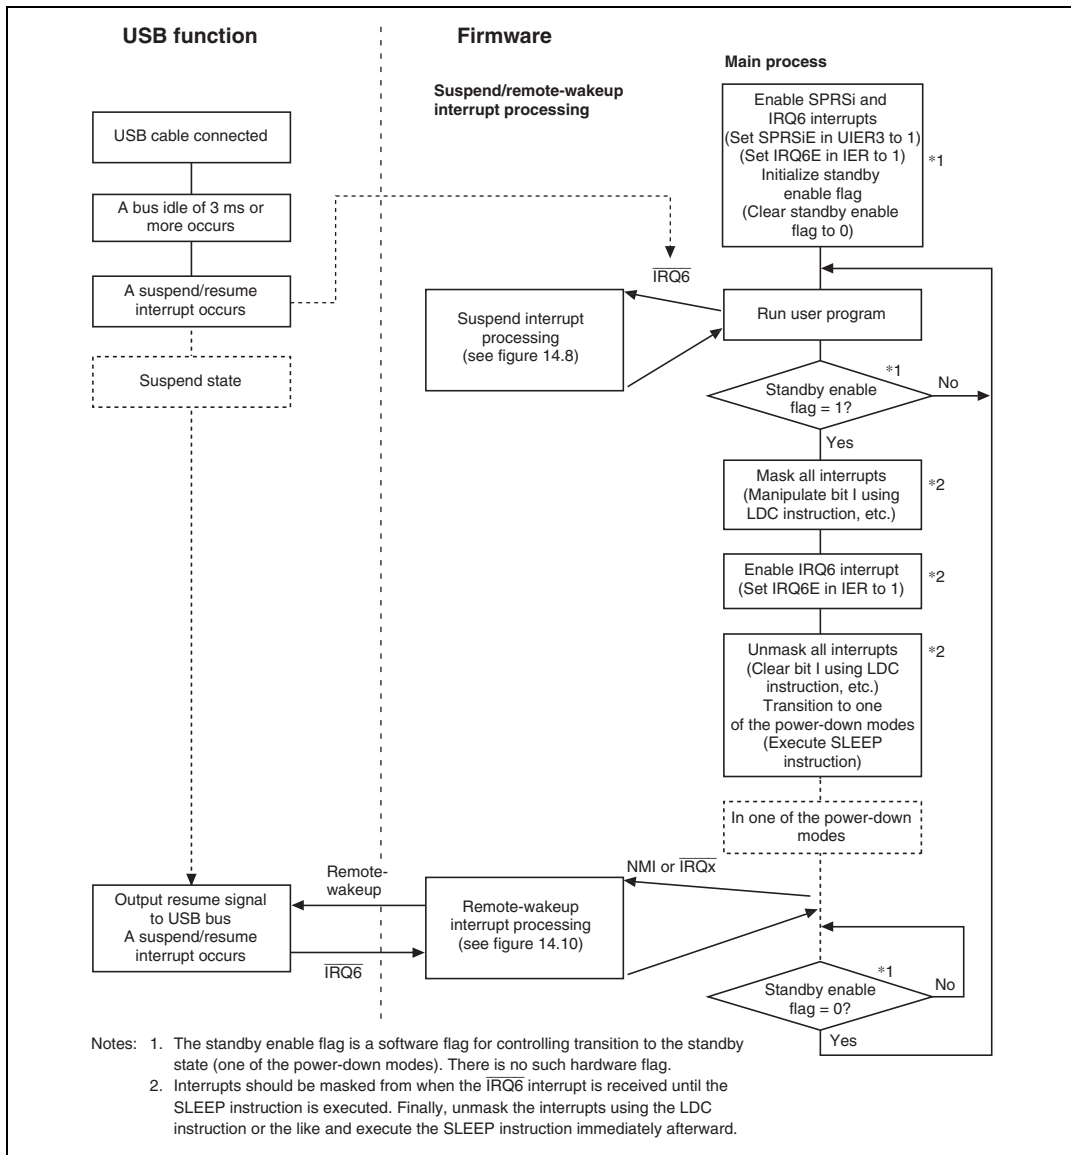 USB function
Firmware
Suspend/remote-wakeup
interrupt processing
Main process
USB cable connected
A bus idle of 3 ms or
more occurs
A suspend/resume
interrupt occurs
Suspend state
Enable SPRSi and
IRQ6 interrupts
(Set SPRSiE in UIER3 to 1)
(Set IRQ6E in IER to 1)
Initialize standby
enable flag
(Clear standby enable
flag to 0)
*1
IRQ6
Suspend interrupt
processing
(see figure 14.8)
Run user program
*1
Standby enable
flag = 1?
No
Yes
Mask all interrupts
(Manipulate bit I using
LDC instruction, etc.)
*2
Enable IRQ6 interrupt
(Set IRQ6E in IER to 1)
*2
Unmask all interrupts
(Clear bit I using LDC
instruction, etc.)
Transition to one
of the power-down modes
(Execute SLEEP
instruction)
*2
In one of the power-down
modes
NMI or IRQx
Remote-
wakeup
Output resume signal
to USB bus
A suspend/resume
interrupt occurs
IRQ6
Remote-wakeup
interrupt processing
(see figure 14.10)
*1
Standby enable
flag = 0?
No
Yes
Notes: 1. The standby enable flag is a software flag for controlling transition to the standby
state (one of the power-down modes). There is no such hardware flag.
2. Interrupts should be masked from when the IRQ6 interrupt is received until the
SLEEP instruction is executed. Finally, unmask the interrupts using the LDC
instruction or the like and execute the SLEEP instruction immediately afterward.